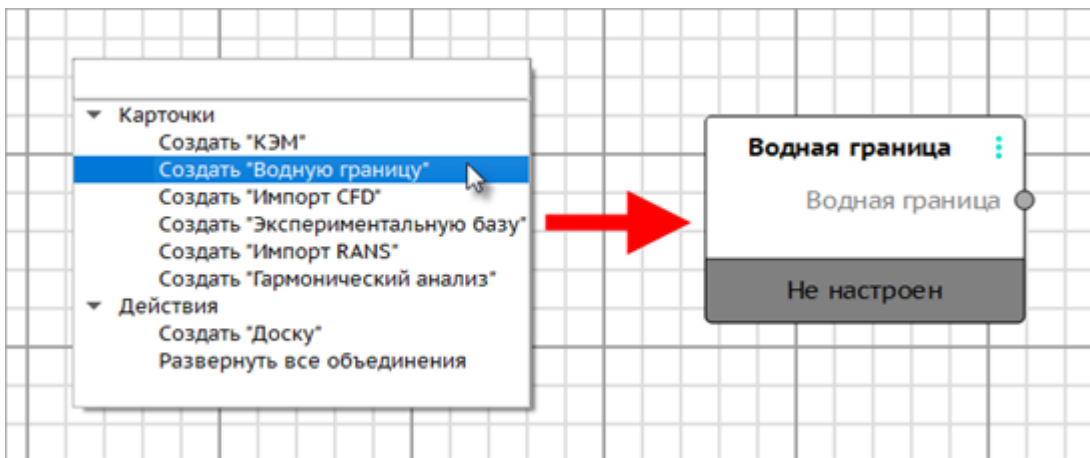 Карточки
Создать "КЭМ"
Создать "Водную границу"
Создать "Импорт CFD"
Создать "Экспериментальную базу"
Создать "Импорт RANS"
Создать "Гармонический анализ"
Действия
Создать "Доску"
Развернуть все объединения
Водная граница
Водная граница
Не настроен